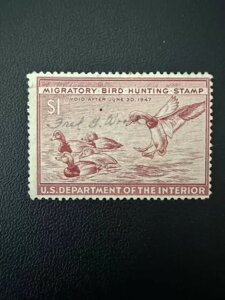 MIGRATORY BIRD HUNTING STAMP
VOID AFTER JUNE 30, 1947
$1
U.S. DEPARTMENT OF THE INTERIOR